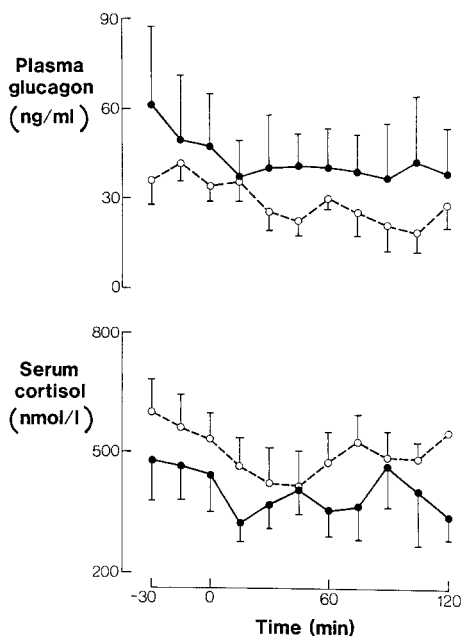 90
Plasma
glucagon
(ng/ml)
60
30
0
800
Serum
cortisol
(nmol/l)
500
200
-30 0 60 120
Time (min)